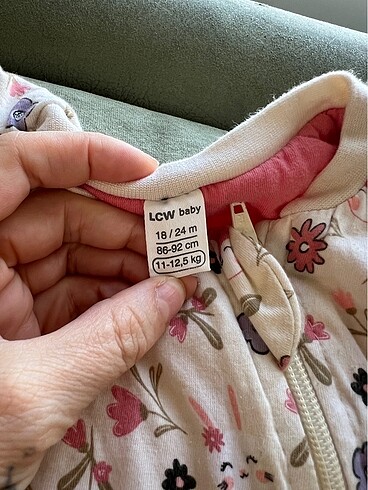 LCW baby
18 / 24 m
86-92 cm
11-12,5 kg